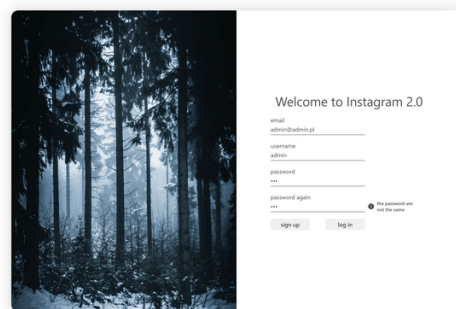 Welcome to Instagram 2.0
email
admin@admin.pl
username
admin
password
•••
password again
•••
the password are
not the same
sign up
log in